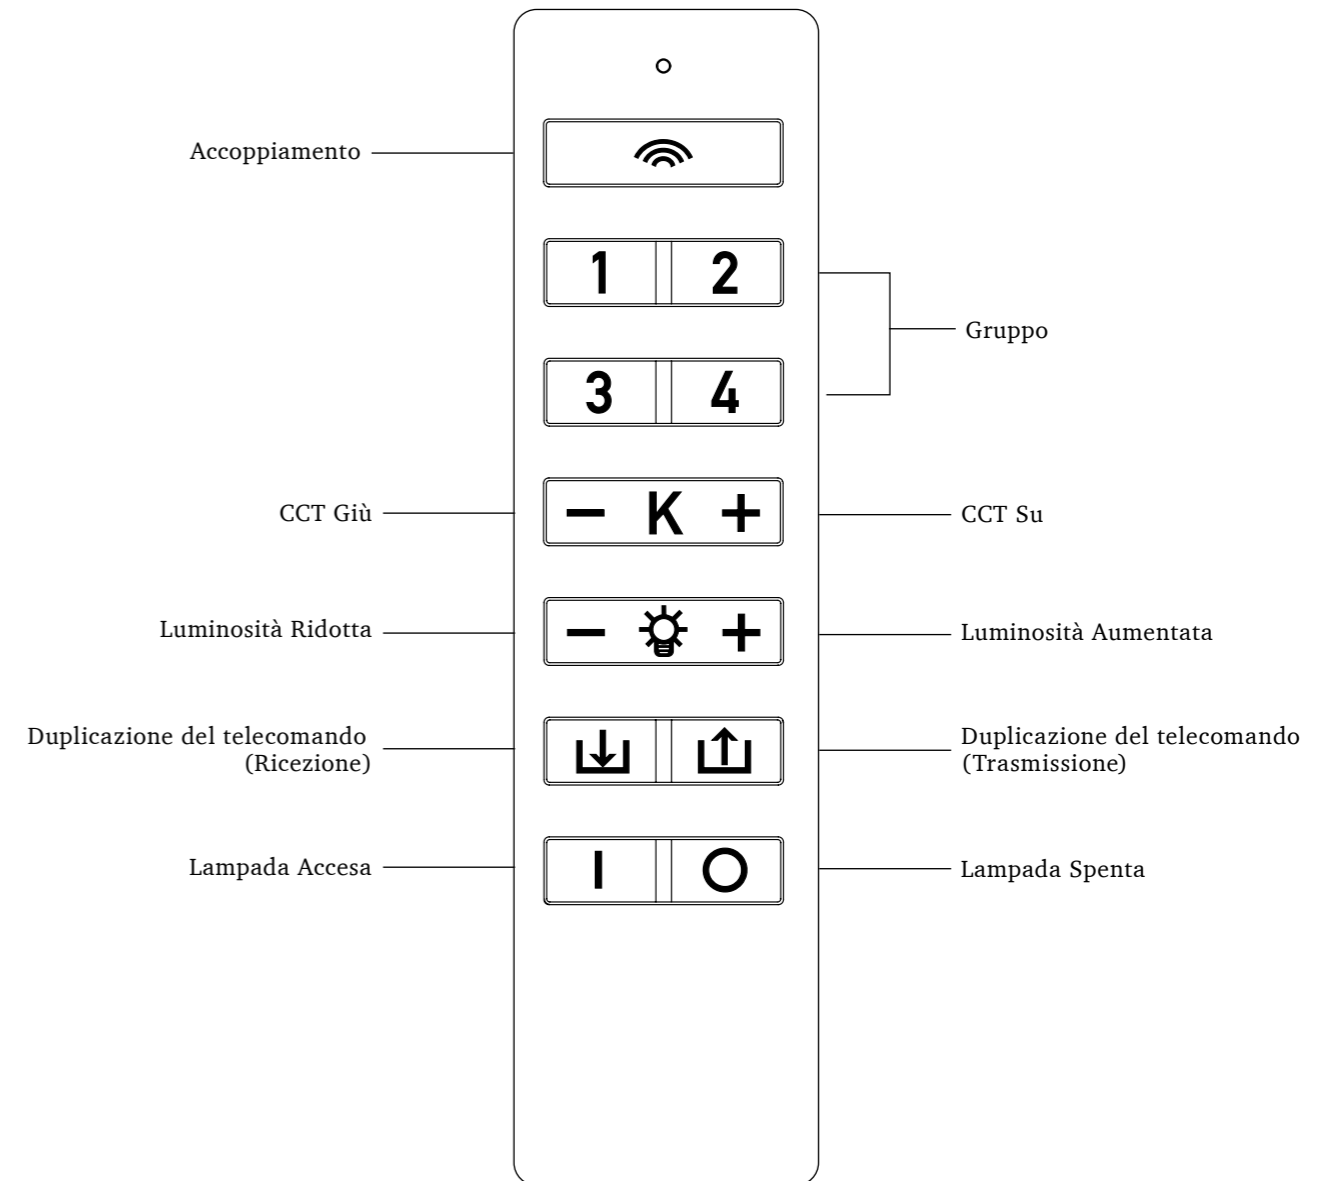 Accoppiamento
1 2
Gruppo
3 4
CCT Giù
− K +
CCT Su
Luminosità Ridotta
− +
Luminosità Aumentata
Duplicazione del telecomando
(Ricezione)
Duplicazione del telecomando
(Trasmissione)
Lampada Accesa
I O
Lampada Spenta